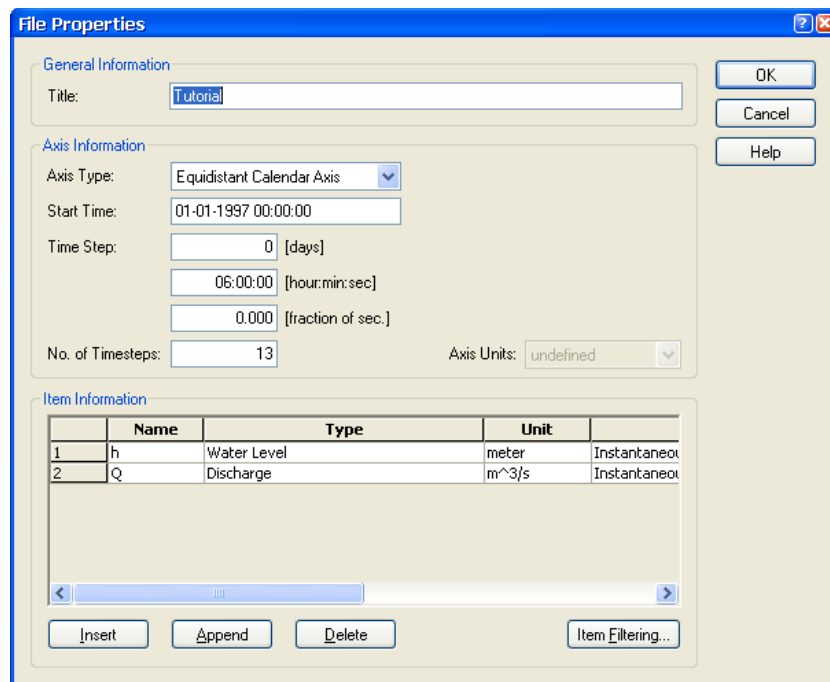 File Properties
General Information
Title: Tutorial
OK
Cancel
Help
Axis Information
Axis Type: Equidistant Calendar Axis
Start Time: 01-01-1997 00:00:00
Time Step: 0 [days]
06:00:00 [hour:min:sec]
0.000 [fraction of sec.]
No. of Timesteps: 13 Axis Units: undefined
Item Information
Name Type Unit
1 h Water Level meter Instantaneou
2 Q Discharge m^3/s Instantaneou
Insert Append Delete Item Filtering...